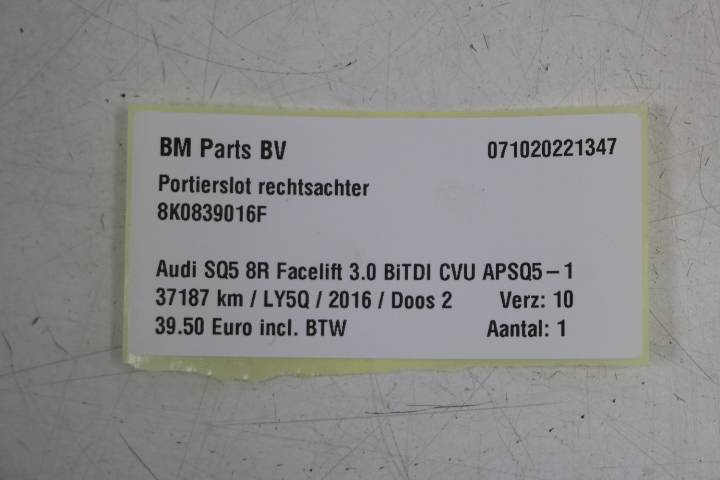 BM Parts BV 071020221347
Portierslot rechtsachter
8K0839016F
Audi SQ5 8R Facelift 3.0 BiTDI CVU APSQ5-1
37187 km / LY5Q / 2016 / Doos 2 Verz: 10
39.50 Euro incl. BTW Aantal: 1